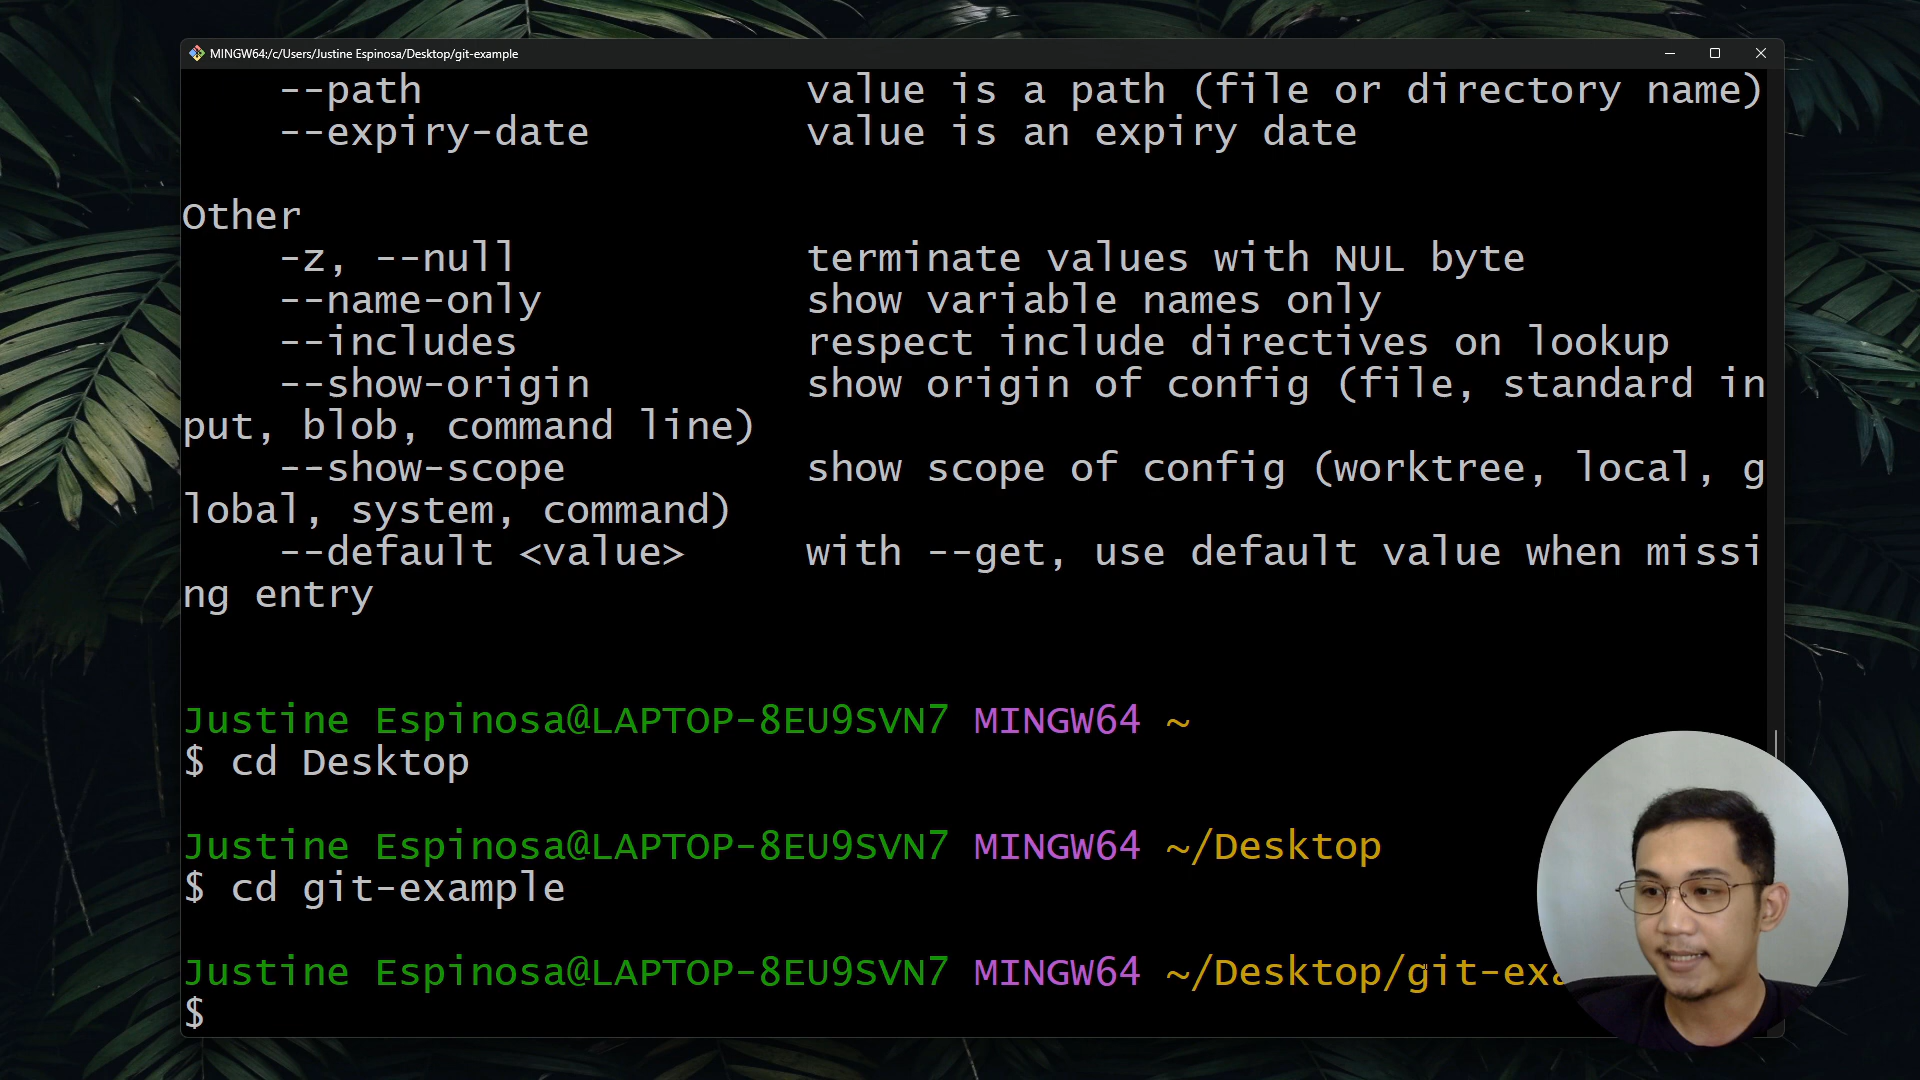 MINGW64:/c/Users/Justine Espinosa/Desktop/git-example
--path value is a path (file or directory name)
--expiry-date value is an expiry date
Other
-z, --null terminate values with NUL byte
--name-only show variable names only
--includes respect include directives on lookup
--show-origin show origin of config (file, standard in
put, blob, command line)
--show-scope show scope of config (worktree, local, g
lobal, system, command)
--default <value> with --get, use default value when missi
ng entry
Justine Espinosa@LAPTOP-8EU9SVN7 MINGW64 ~
$ cd Desktop
Justine Espinosa@LAPTOP-8EU9SVN7 MINGW64 ~/Desktop
$ cd git-example
Justine Espinosa@LAPTOP-8EU9SVN7 MINGW64 ~/Desktop/git-exa
$